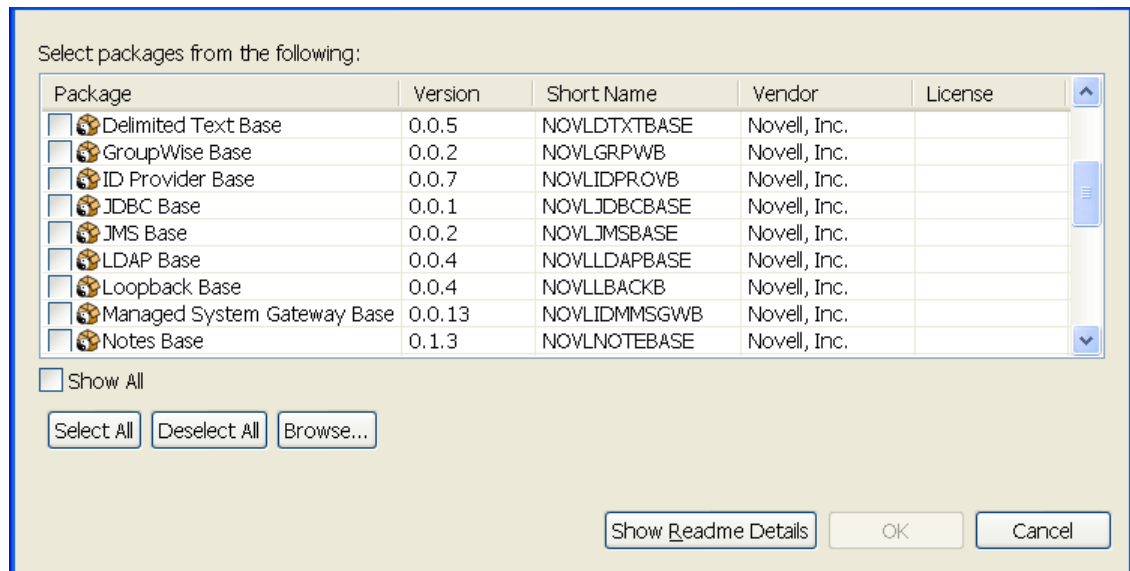 Select packages from the following:
Package Version Short Name Vendor License
Delimited Text Base 0.0.5 NOVLDTXTBASE Novell, Inc.
GroupWise Base 0.0.2 NOVLGRPWB Novell, Inc.
ID Provider Base 0.0.7 NOVLIDPROVB Novell, Inc.
JDBC Base 0.0.1 NOVLJDBCBASE Novell, Inc.
JMS Base 0.0.2 NOVLJMSBASE Novell, Inc.
LDAP Base 0.0.4 NOVLLDAPBASE Novell, Inc.
Loopback Base 0.0.4 NOVLLBACKB Novell, Inc.
Managed System Gateway Base 0.0.13 NOVLIDMMSGWB Novell, Inc.
Notes Base 0.1.3 NOVLNOTEBASE Novell, Inc.
Show All
Select All Deselect All Browse...
Show Readme Details OK Cancel